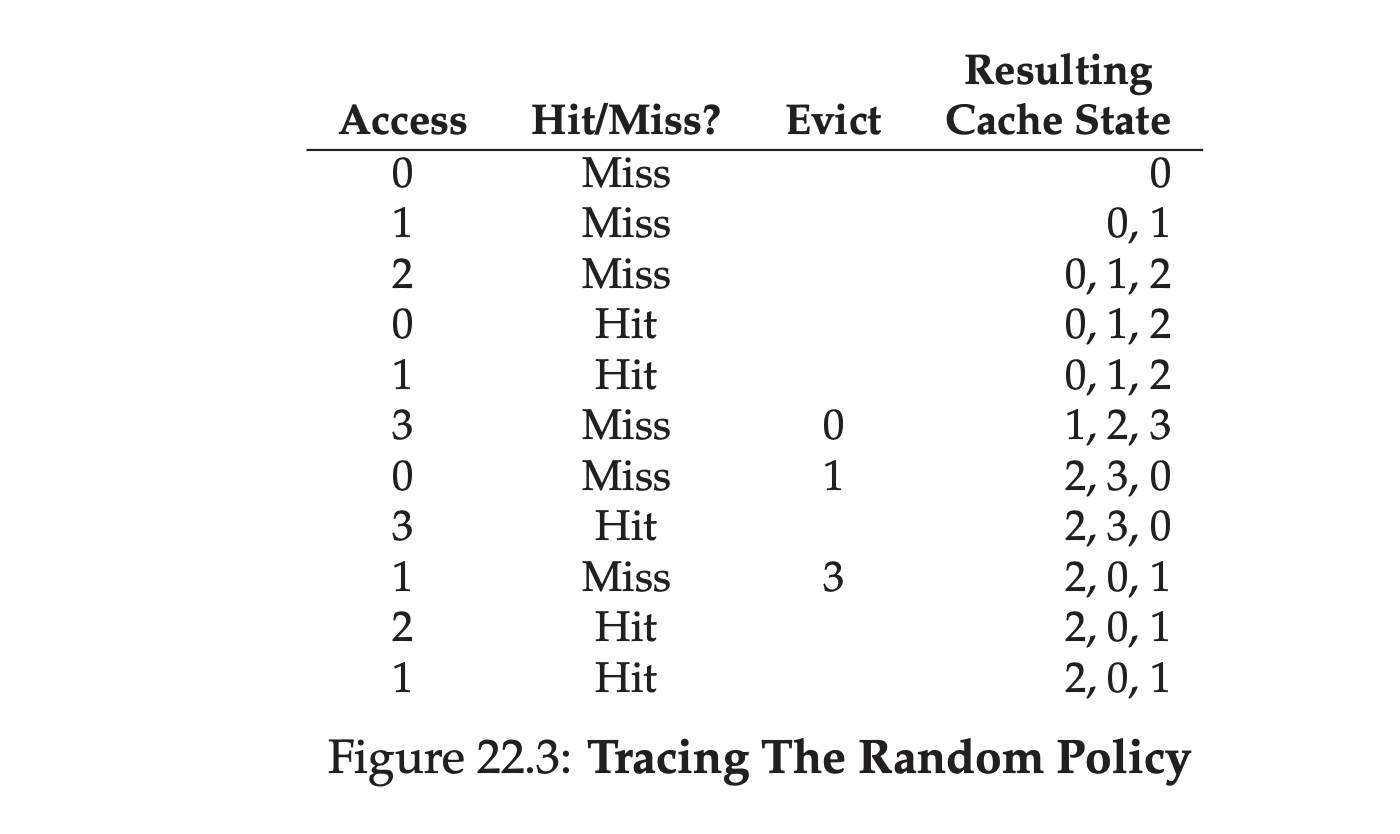 Resulting
Access Hit/Miss? Evict Cache State
0 Miss 0
1 Miss 0, 1
2 Miss 0, 1, 2
0 Hit 0, 1, 2
1 Hit 0, 1, 2
3 Miss 0 1, 2, 3
0 Miss 1 2, 3, 0
3 Hit 2, 3, 0
1 Miss 3 2, 0, 1
2 Hit 2, 0, 1
1 Hit 2, 0, 1
Figure 22.3: Tracing The Random Policy